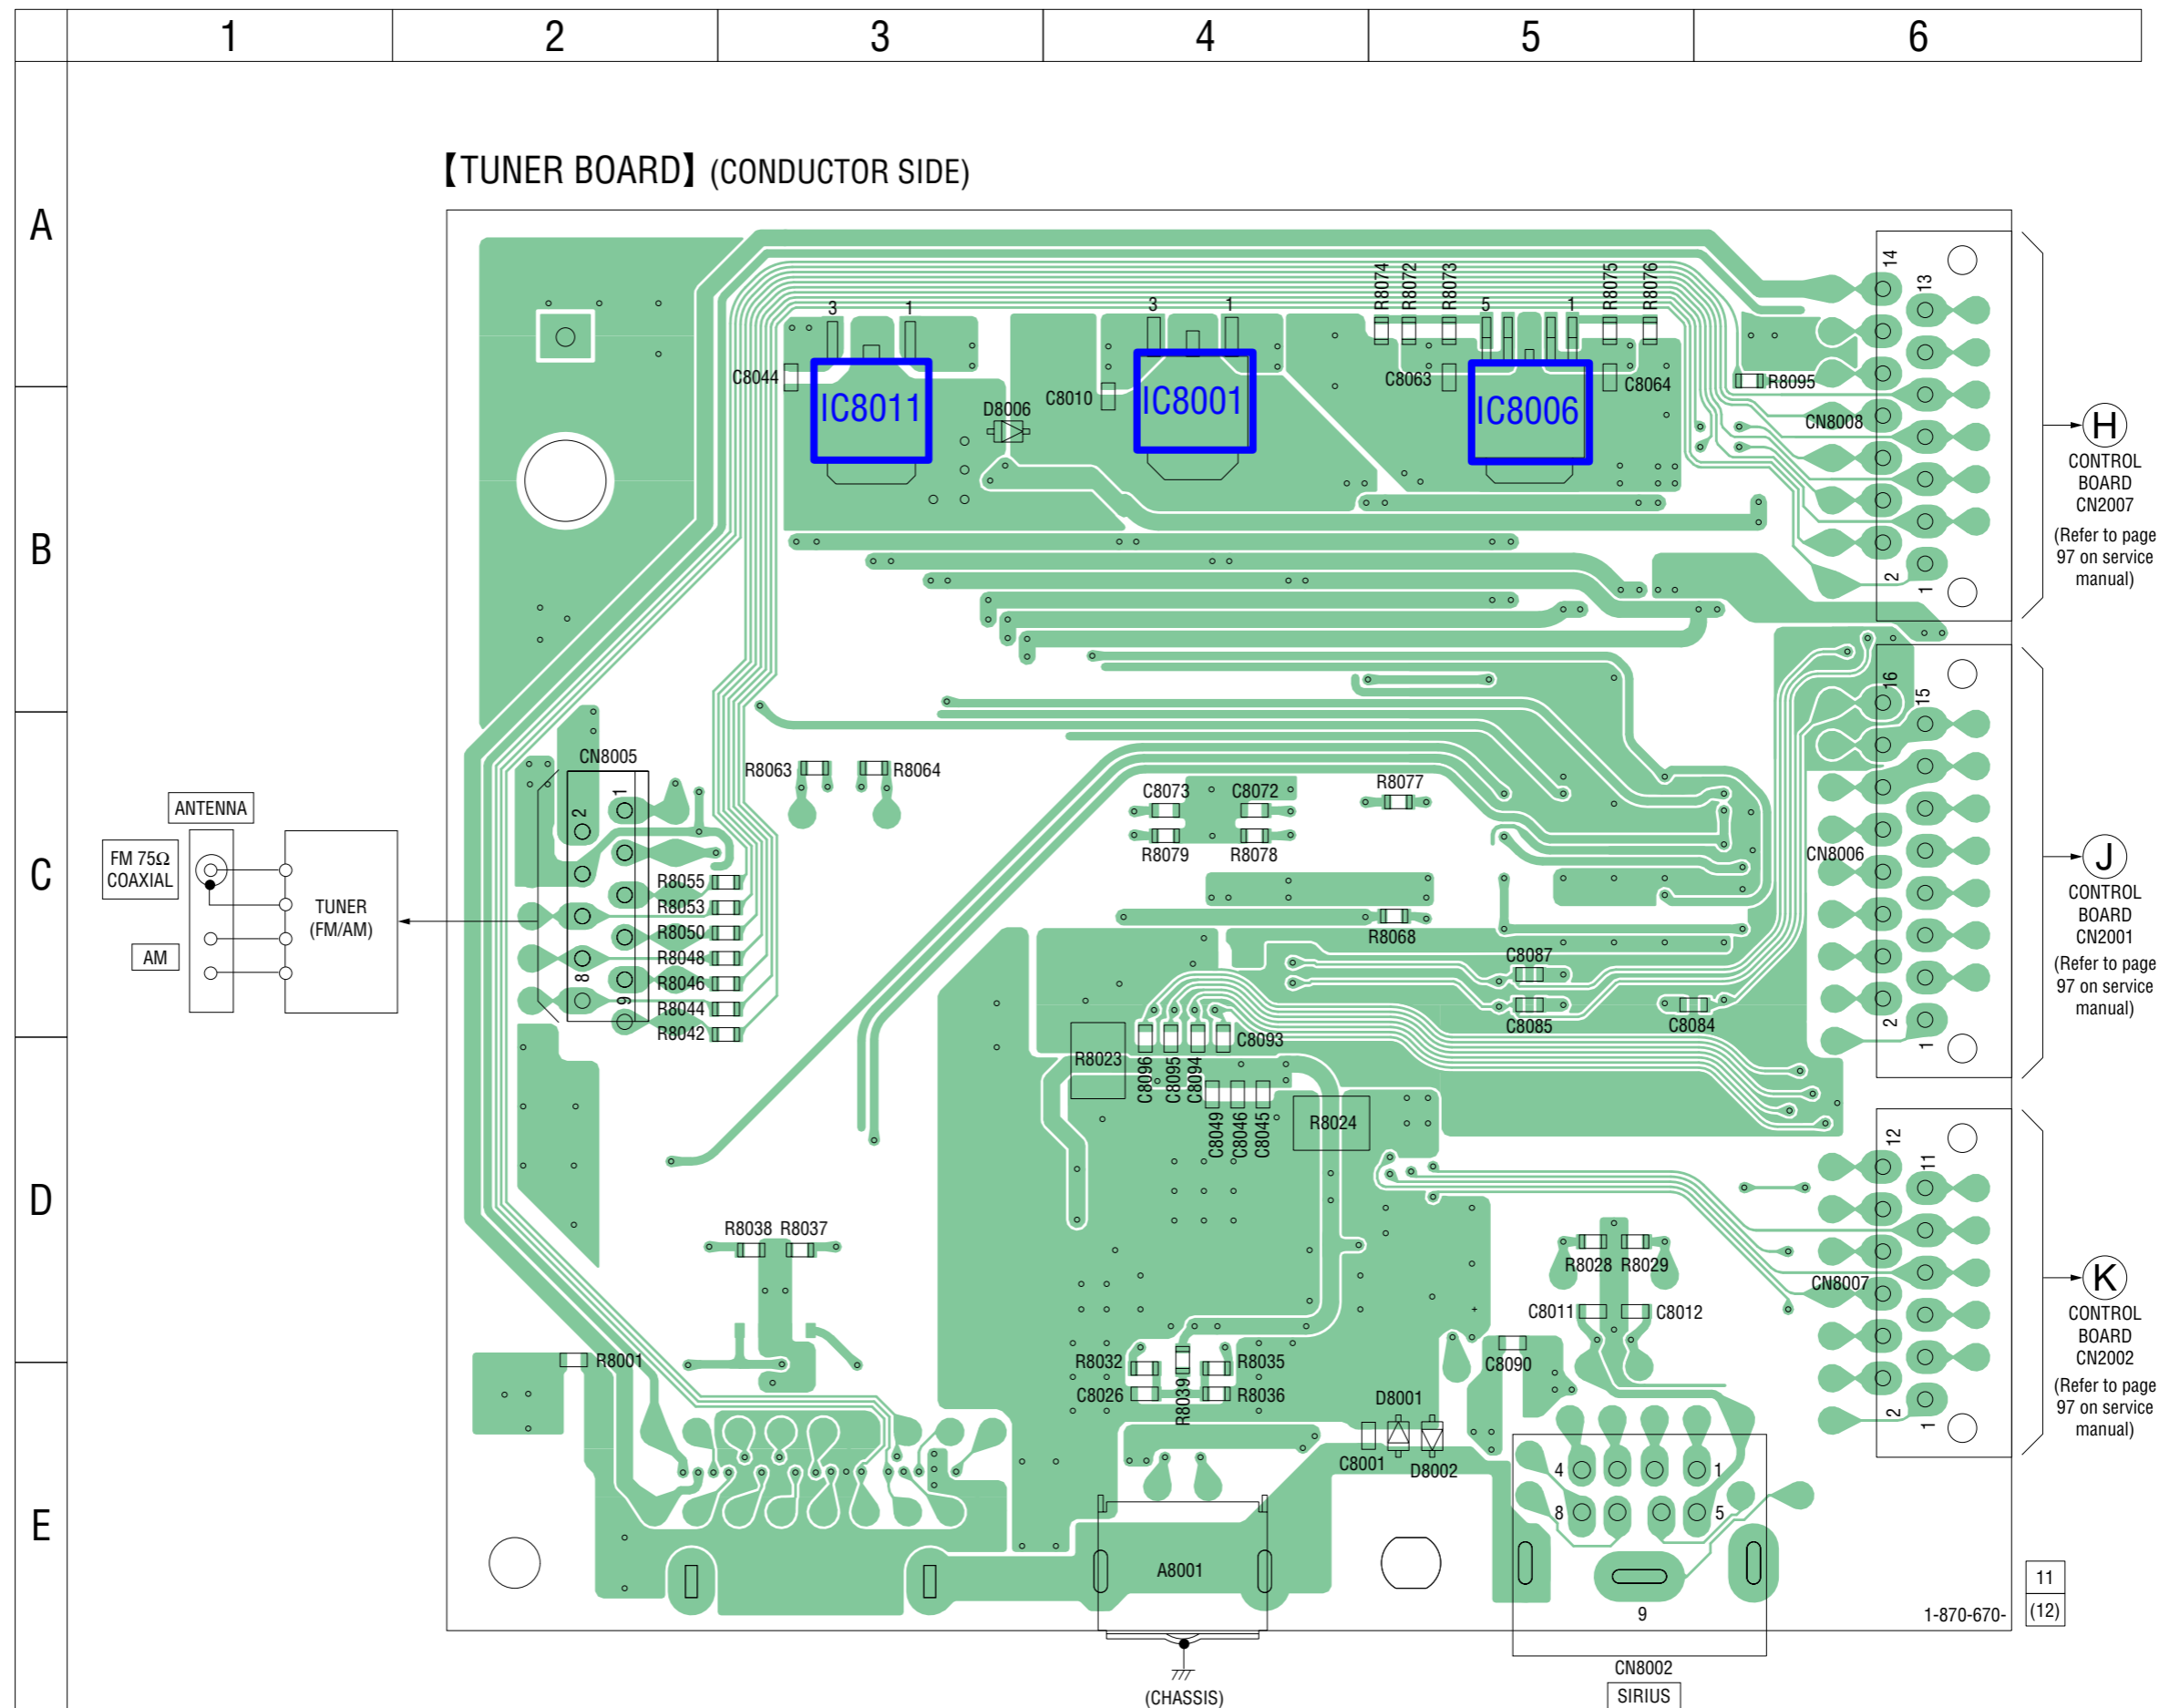 1 2 3 4 5 6
【TUNER BOARD】 (CONDUCTOR SIDE)
A
B
C
D
E
R8074
R8072
R8073
R8075
R8076
3 1
3 1
5 1
C8044
IC8011
D8006
C8010
IC8001
C8063
IC8006
C8064
R8095
14
13
CN8008
2
1
H
CONTROL
BOARD
CN2007
(Refer to page
97 on service
manual)
CN8005
1
2
8
9
R8063
R8064
C8073
C8072
R8077
R8079
R8078
16
15
CN8006
2
1
J
CONTROL
BOARD
CN2001
(Refer to page
97 on service
manual)
ANTENNA
FM 75Ω
COAXIAL
AM
TUNER
(FM/AM)
R8055
R8053
R8050
R8048
R8046
R8044
R8042
R8068
C8087
C8085
C8084
R8023
C8096
C8095
C8094
C8093
C8049
C8046
C8045
R8024
12
11
CN8007
2
1
K
CONTROL
BOARD
CN2002
(Refer to page
97 on service
manual)
R8038
R8037
R8028
R8029
C8011
C8012
R8001
R8032
R8035
C8026
R8039
R8036
C8090
D8001
C8001
D8002
4 1
8 5
9
A8001
1-870-670-
11
(12)
CN8002
SIRIUS
(CHASSIS)